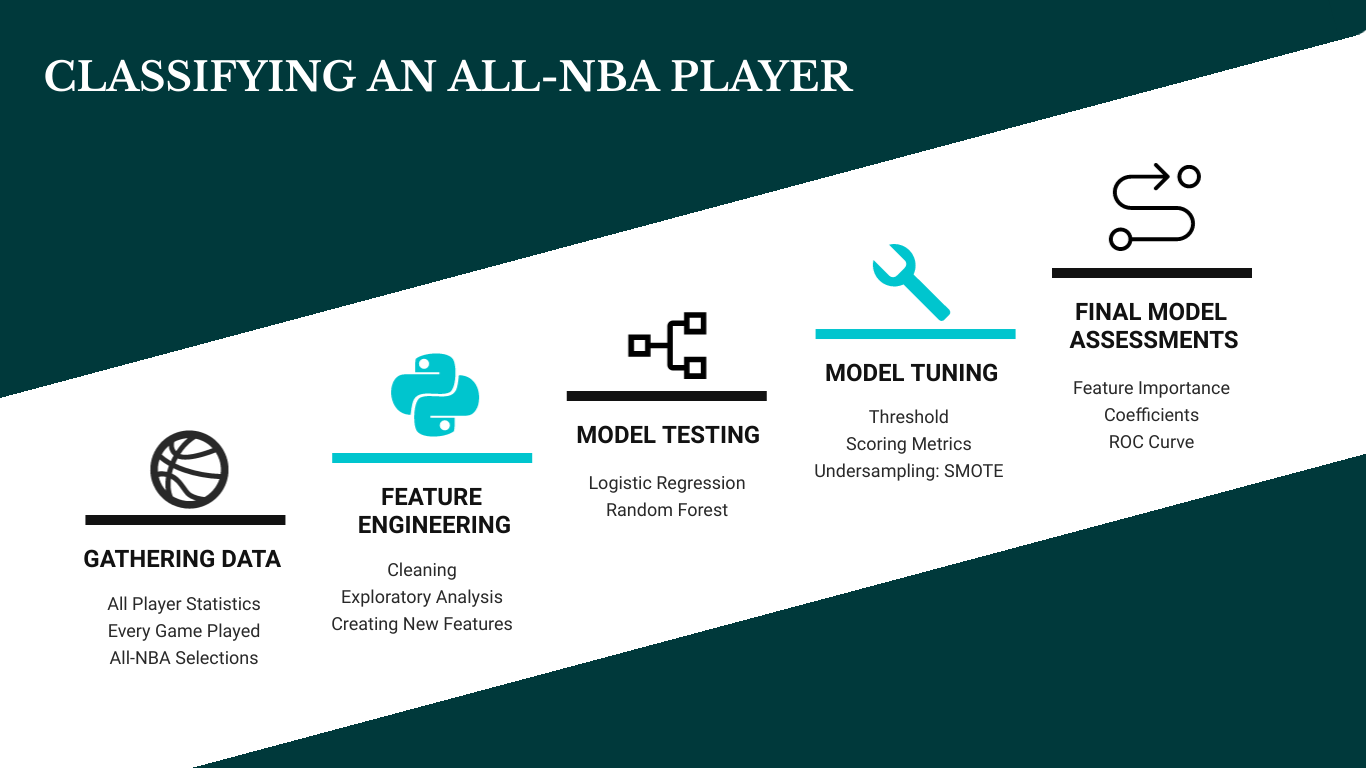 CLASSIFYING AN ALL-NBA PLAYER
GATHERING DATA
All Player Statistics
Every Game Played
All-NBA Selections
FEATURE
ENGINEERING
Cleaning
Exploratory Analysis
Creating New Features
MODEL TESTING
Logistic Regression
Random Forest
MODEL TUNING
Threshold
Scoring Metrics
Undersampling: SMOTE
FINAL MODEL
ASSESSMENTS
Feature Importance
Coefficients
ROC Curve